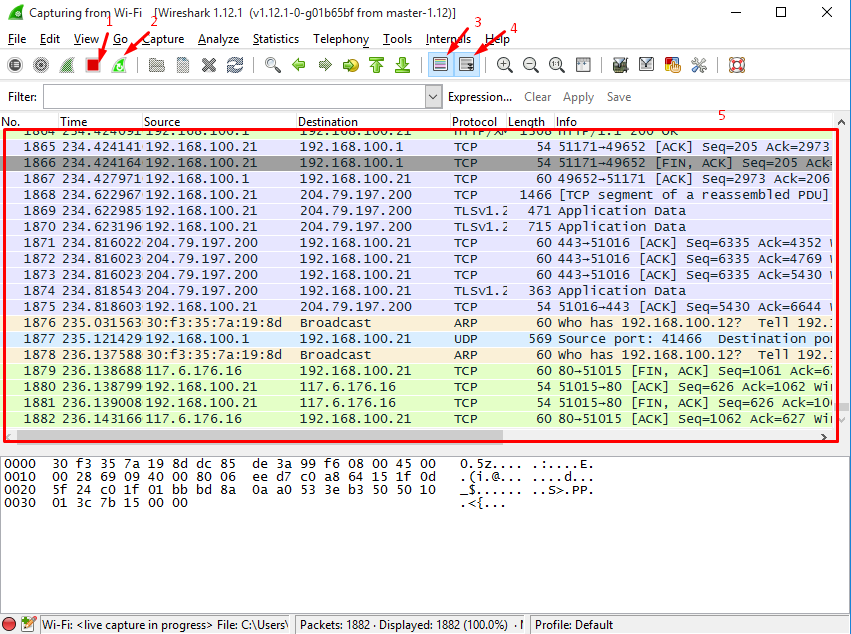 Capturing from Wi-Fi [Wireshark 1.12.1 (v1.12.1-0-g01b65bf from master-1.12)]
1 2 3 4
File Edit View Go Capture Analyze Statistics Telephony Tools Internals Help
Filter: Expression... Clear Apply Save
5
No. Time Source Destination Protocol Length Info
1864 234.424091 192.168.100.1 192.168.100.21 HTTP/X 1308 HTTP/1.1 200 OK
1865 234.424141 192.168.100.21 192.168.100.1 TCP 54 51171→49652 [ACK] Seq=205 Ack=2973
1866 234.424164 192.168.100.21 192.168.100.1 TCP 54 51171→49652 [FIN, ACK] Seq=205 Ack=
1867 234.427971 192.168.100.1 192.168.100.21 TCP 60 49652→51171 [ACK] Seq=2973 Ack=206
1868 234.622967 192.168.100.21 204.79.197.200 TCP 1466 [TCP segment of a reassembled PDU]
1869 234.622985 192.168.100.21 204.79.197.200 TLSv1.2 471 Application Data
1870 234.623196 192.168.100.21 204.79.197.200 TLSv1.2 715 Application Data
1871 234.816022 204.79.197.200 192.168.100.21 TCP 60 443→51016 [ACK] Seq=6335 Ack=4352 W
1872 234.816023 204.79.197.200 192.168.100.21 TCP 60 443→51016 [ACK] Seq=6335 Ack=4769 W
1873 234.816023 204.79.197.200 192.168.100.21 TCP 60 443→51016 [ACK] Seq=6335 Ack=5430 W
1874 234.818543 204.79.197.200 192.168.100.21 TLSv1.2 363 Application Data
1875 234.818603 192.168.100.21 204.79.197.200 TCP 54 51016→443 [ACK] Seq=5430 Ack=6644 W
1876 235.031563 30:f3:35:7a:19:8d Broadcast ARP 60 Who has 192.168.100.12? Tell 192.1
1877 235.121429 192.168.100.1 192.168.100.21 UDP 569 Source port: 41466 Destination por
1878 236.137588 30:f3:35:7a:19:8d Broadcast ARP 60 Who has 192.168.100.12? Tell 192.1
1879 236.138688 117.6.176.16 192.168.100.21 TCP 60 80→51015 [FIN, ACK] Seq=1061 Ack=62
1880 236.138799 192.168.100.21 117.6.176.16 TCP 54 51015→80 [ACK] Seq=626 Ack=1062 Win
1881 236.139008 192.168.100.21 117.6.176.16 TCP 54 51015→80 [FIN, ACK] Seq=626 Ack=106
1882 236.143166 117.6.176.16 192.168.100.21 TCP 60 80→51015 [ACK] Seq=1062 Ack=627 Win
0000 30 f3 35 7a 19 8d dc 85 de 3a 99 f6 08 00 45 00 0.5z.... .:....E.
0010 00 28 69 09 40 00 80 06 ee d7 c0 a8 64 15 1f 0d .(i.@... ....d...
0020 5f 24 c0 1f 01 bb bd 8a 0a a0 53 3e b3 50 50 10 _$...... ..S>.PP.
0030 01 3c 7b 15 00 00 .<{...
Wi-Fi: <live capture in progress> File: C:\Users\ Packets: 1882 · Displayed: 1882 (100.0%) · Profile: Default